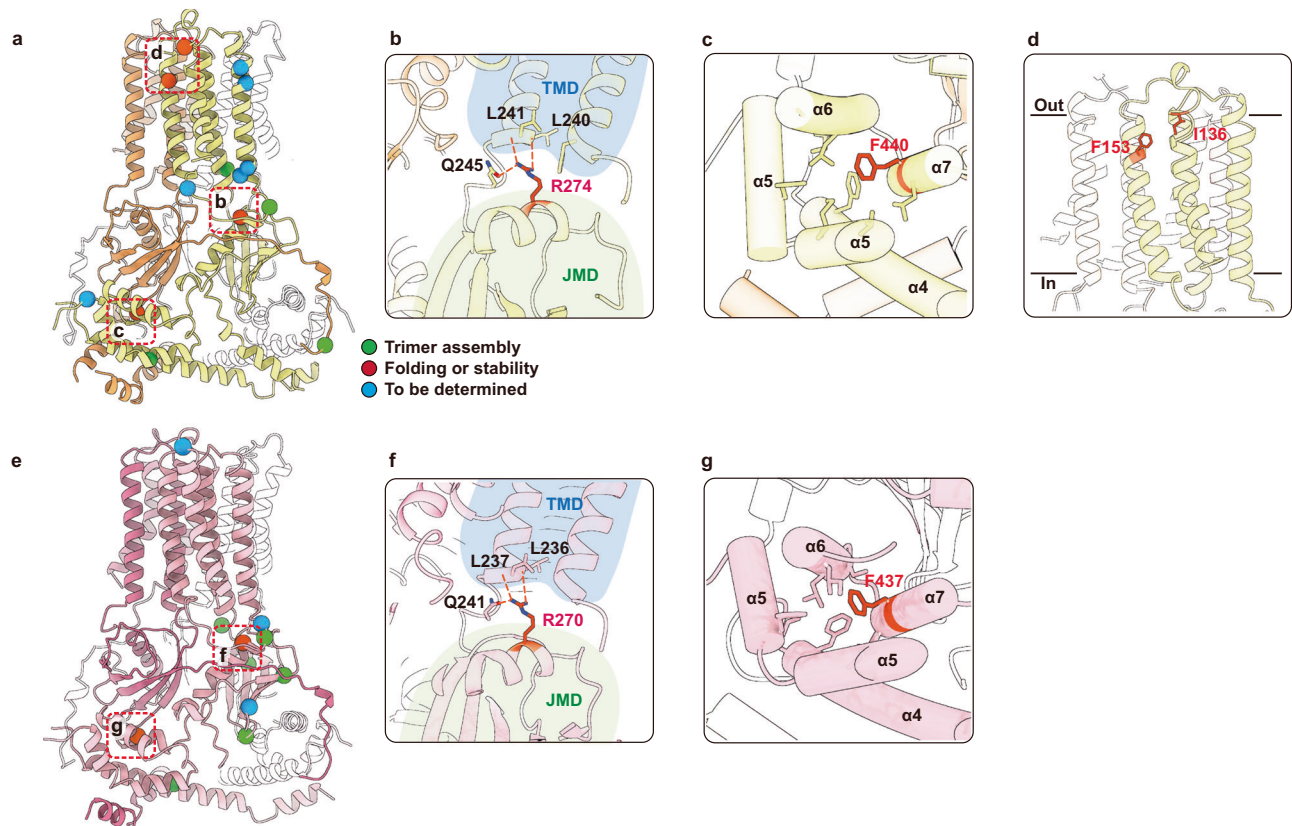 a
d
b
c
b
TMD
L241
L240
Q245
R274
JMD
c
α6
F440
α5
α7
α5
α4
d
Out
F153
I136
In
Trimer assembly
Folding or stability
To be determined
e
f
g
f
TMD
L237
L236
Q241
R270
JMD
g
α6
F437
α5
α7
α5
α4